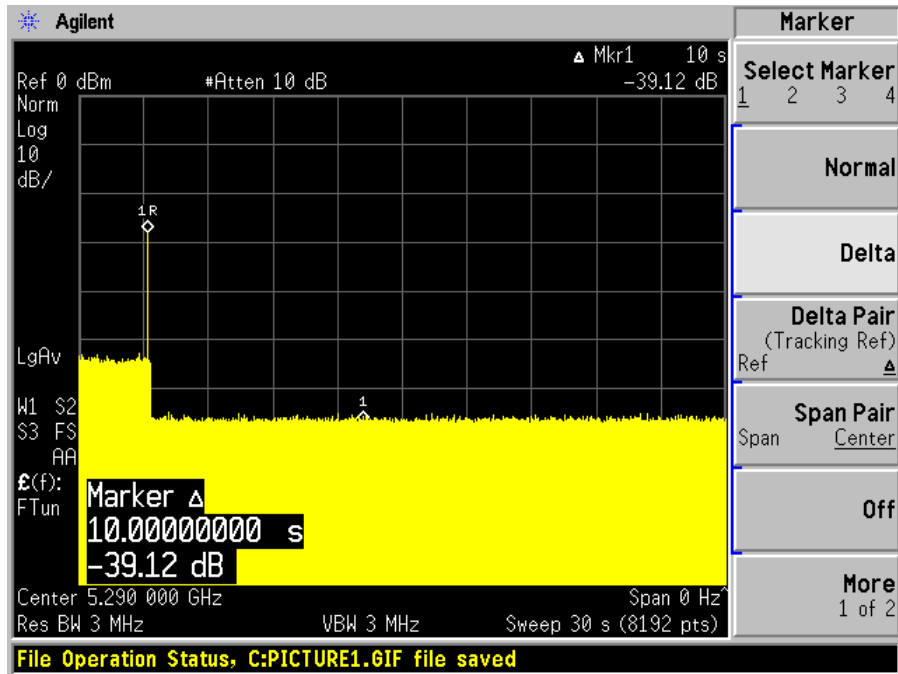 Agilent
Marker
Δ Mkr1 10 s
Ref 0 dBm #Atten 10 dB -39.12 dB
Norm
Log
10
dB/
1R
LgAv
1
W1 S2
S3 FS
AA
£(f):
FTun
Marker Δ
10.00000000 s
-39.12 dB
Center 5.290 000 GHz Span 0 Hz^
Res BW 3 MHz VBW 3 MHz Sweep 30 s (8192 pts)
File Operation Status, C:PICTURE1.GIF file saved
Select Marker
1 2 3 4
Normal
Delta
Delta Pair
(Tracking Ref)
Ref Δ
Span Pair
Span Center
Off
More
1 of 2